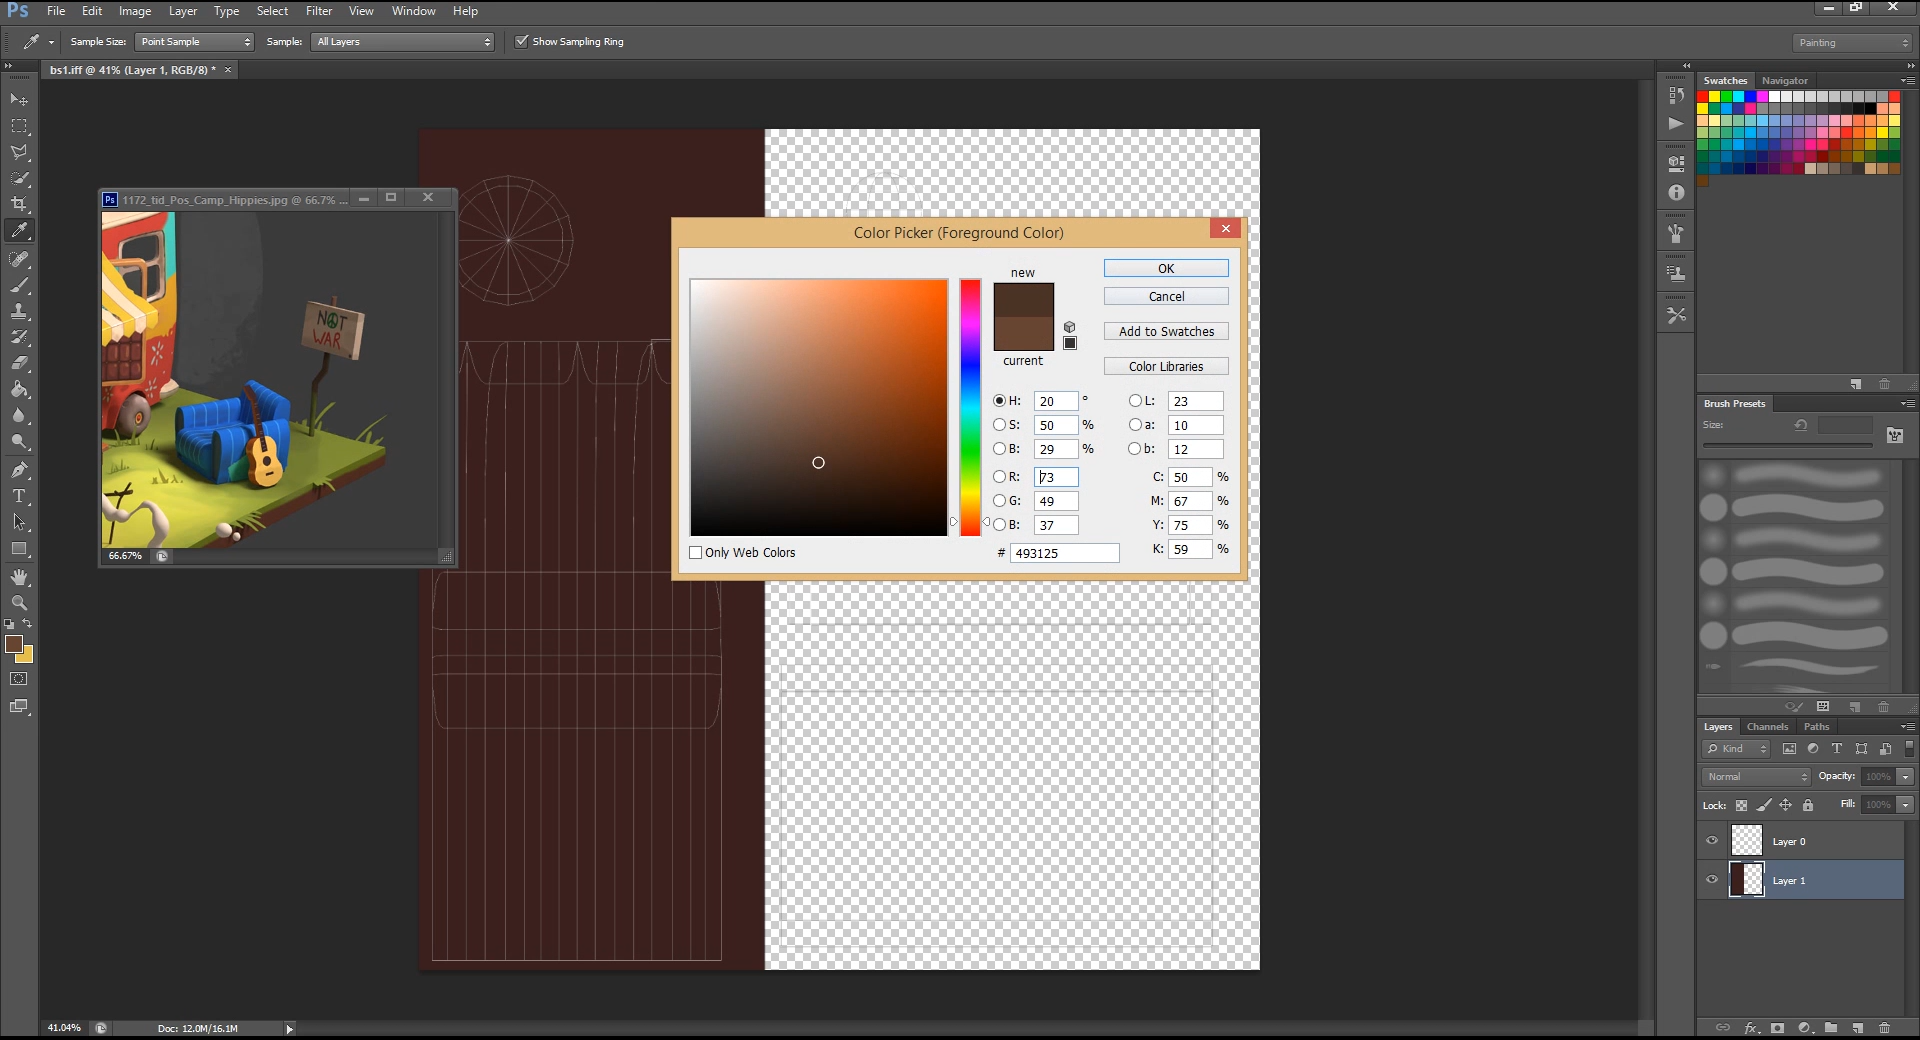 Ps File Edit Image Layer Type Select Filter View Window Help
Sample Size: Point Sample Sample: All Layers Show Sampling Ring Painting
bs1.iff @ 41% (Layer 1, RGB/8) * ×
Swatches Navigator
Ps 1172_tid_Pos_Camp_Hippies.jpg @ 66.7% ...
NOT
WAR
66.67%
Color Picker (Foreground Color)
new
current
OK
Cancel
Add to Swatches
Color Libraries
H: 20 ° L: 23
S: 50 % a: 10
B: 29 % b: 12
R: 73 C: 50 %
G: 49 M: 67 %
B: 37 Y: 75 %
K: 59 %
Only Web Colors # 493125
Brush Presets
Size:
Layers Channels Paths
Kind
Normal Opacity: 100%
Lock: Fill: 100%
Layer 0
Layer 1
41.04% Doc: 12.0M/16.1M